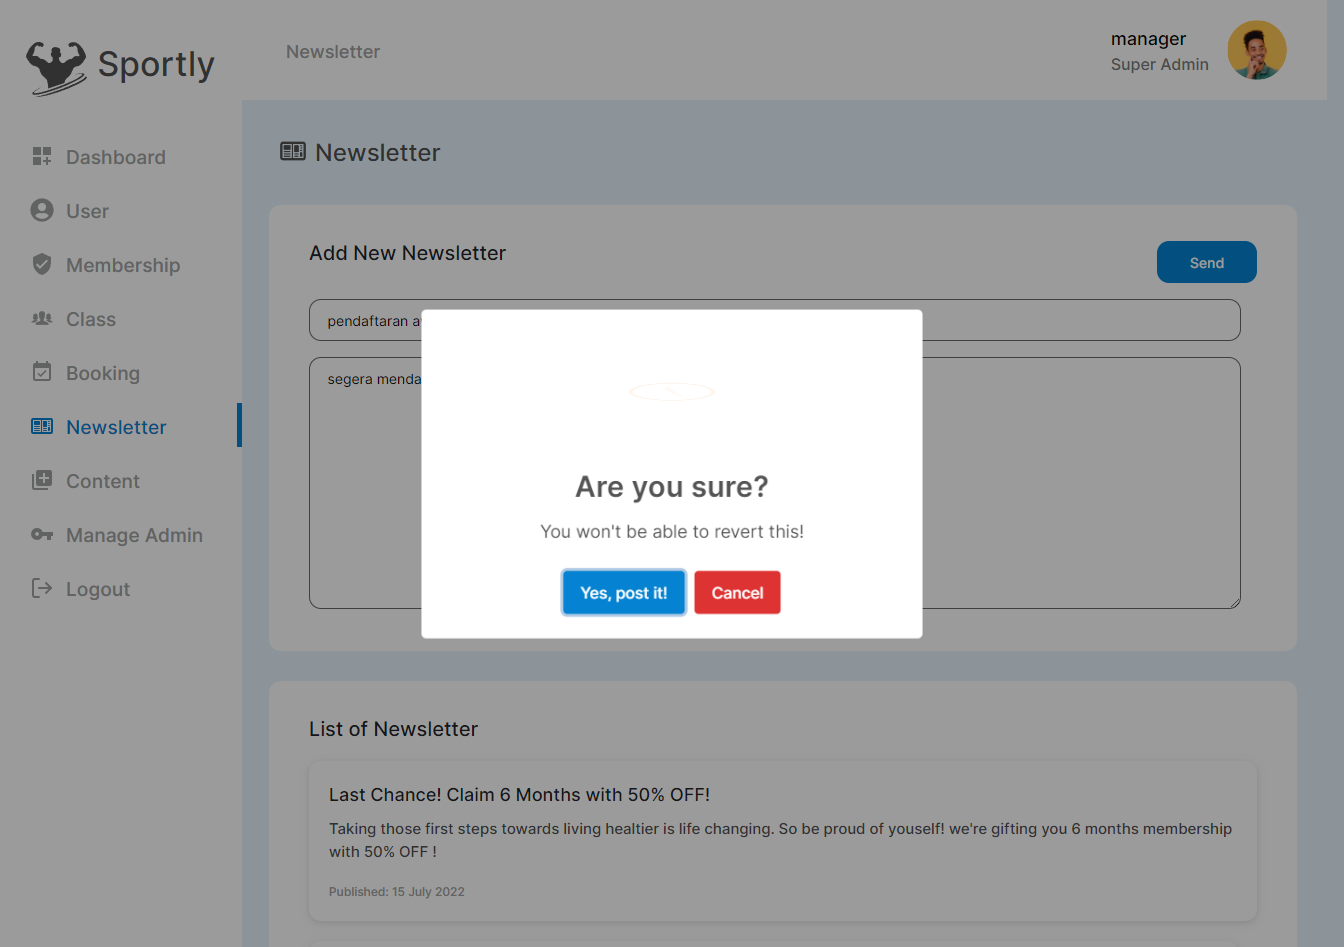 Sportly
Newsletter
manager
Super Admin
Dashboard
User
Membership
Class
Booking
Newsletter
Content
Manage Admin
Logout
Newsletter
Add New Newsletter
Send
pendaftaran
segera
Are you sure?
You won't be able to revert this!
Yes, post it!
Cancel
List of Newsletter
Last Chance! Claim 6 Months with 50% OFF!
Taking those first steps towards living healtier is life changing. So be proud of youself! we're gifting you 6 months membership
with 50% OFF !
Published: 15 July 2022